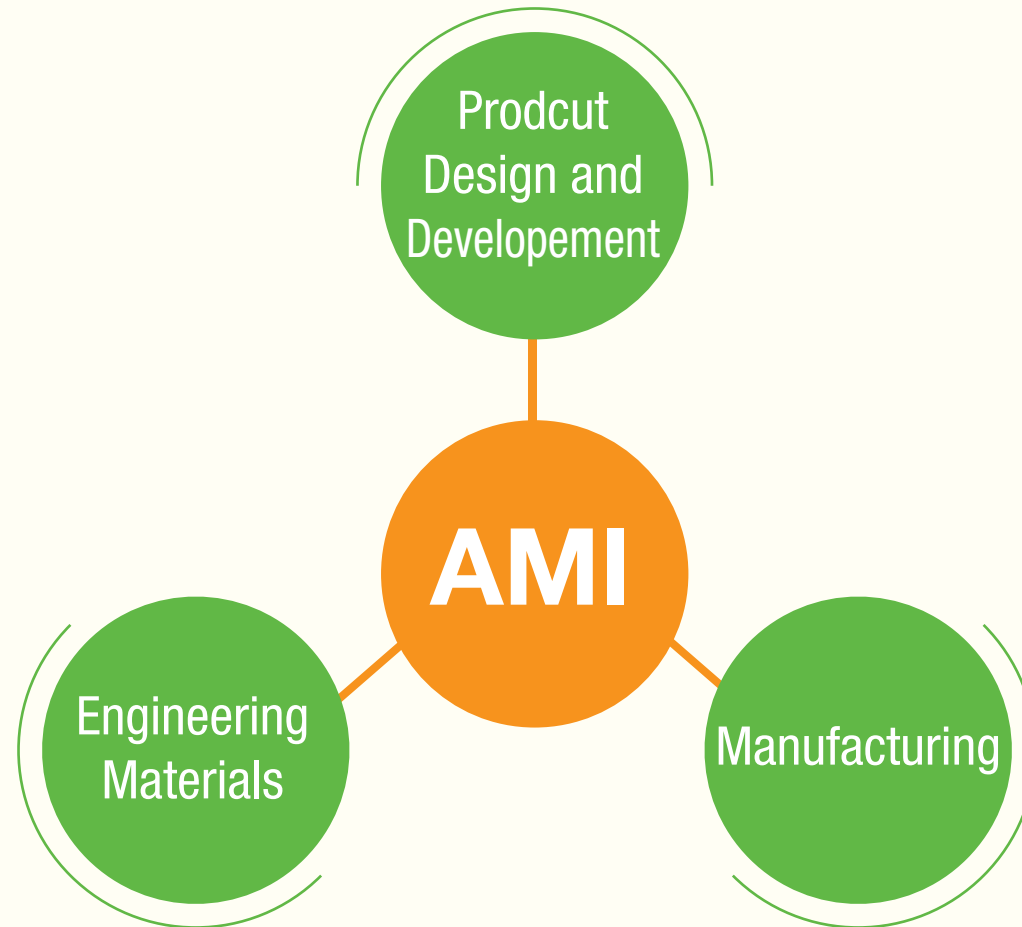 Prodcut
Design and
Developement
AMI
Engineering
Materials
Manufacturing